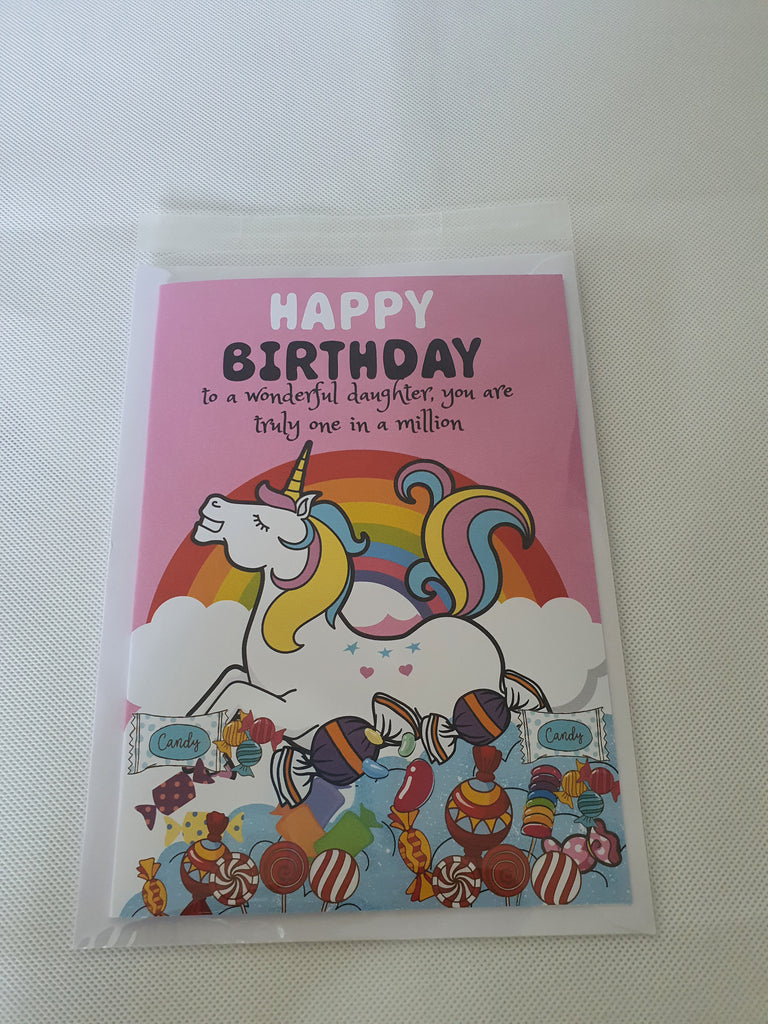 HAPPY
BIRTHDAY
to a wonderful daughter, you are
truly one in a million
Candy
Candy